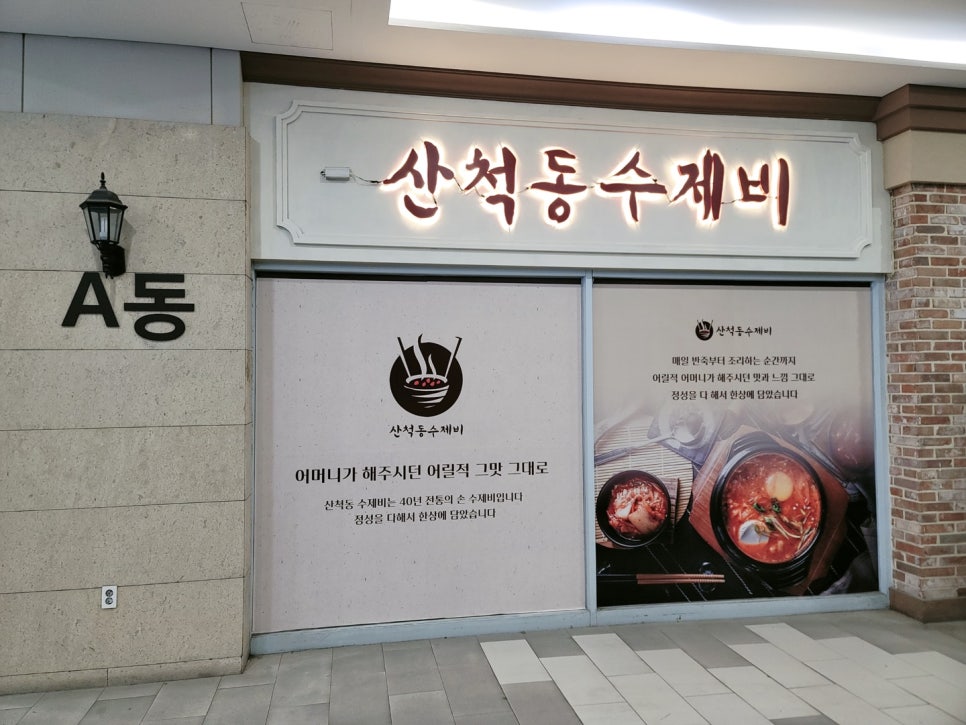 산척동수제비
A동
산척동수제비
어머니가 해주시던 어릴적 그맛 그대로
산척동 수제비는 40년 전통의 손 수제비입니다
정성을 다해서 한상에 담았습니다
산척동수제비
매일 반죽부터 조리하는 순간까지
어릴적 어머니가 해주시던 맛과 느낌 그대로
정성을 다 해서 한상에 담았습니다